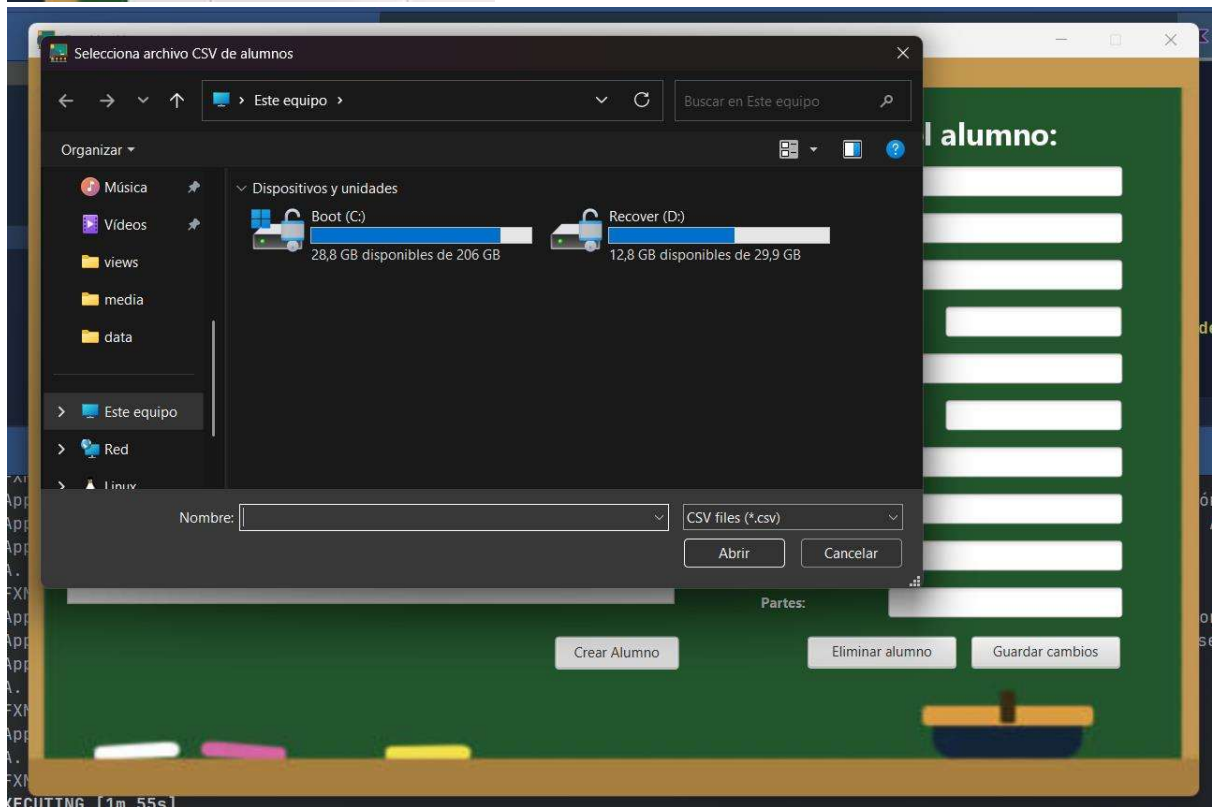 Selecciona archivo CSV de alumnos
Este equipo
Buscar en Este equipo
Organizar
l alumno:
Música
Vídeos
views
media
data
Este equipo
Red
Linux
Dispositivos y unidades
Boot (C:)
28,8 GB disponibles de 206 GB
Recover (D:)
12,8 GB disponibles de 29,9 GB
Nombre:
CSV files (*.csv)
Abrir
Cancelar
Partes:
Crear Alumno
Eliminar alumno
Guardar cambios
XECUTING [1m 55s]